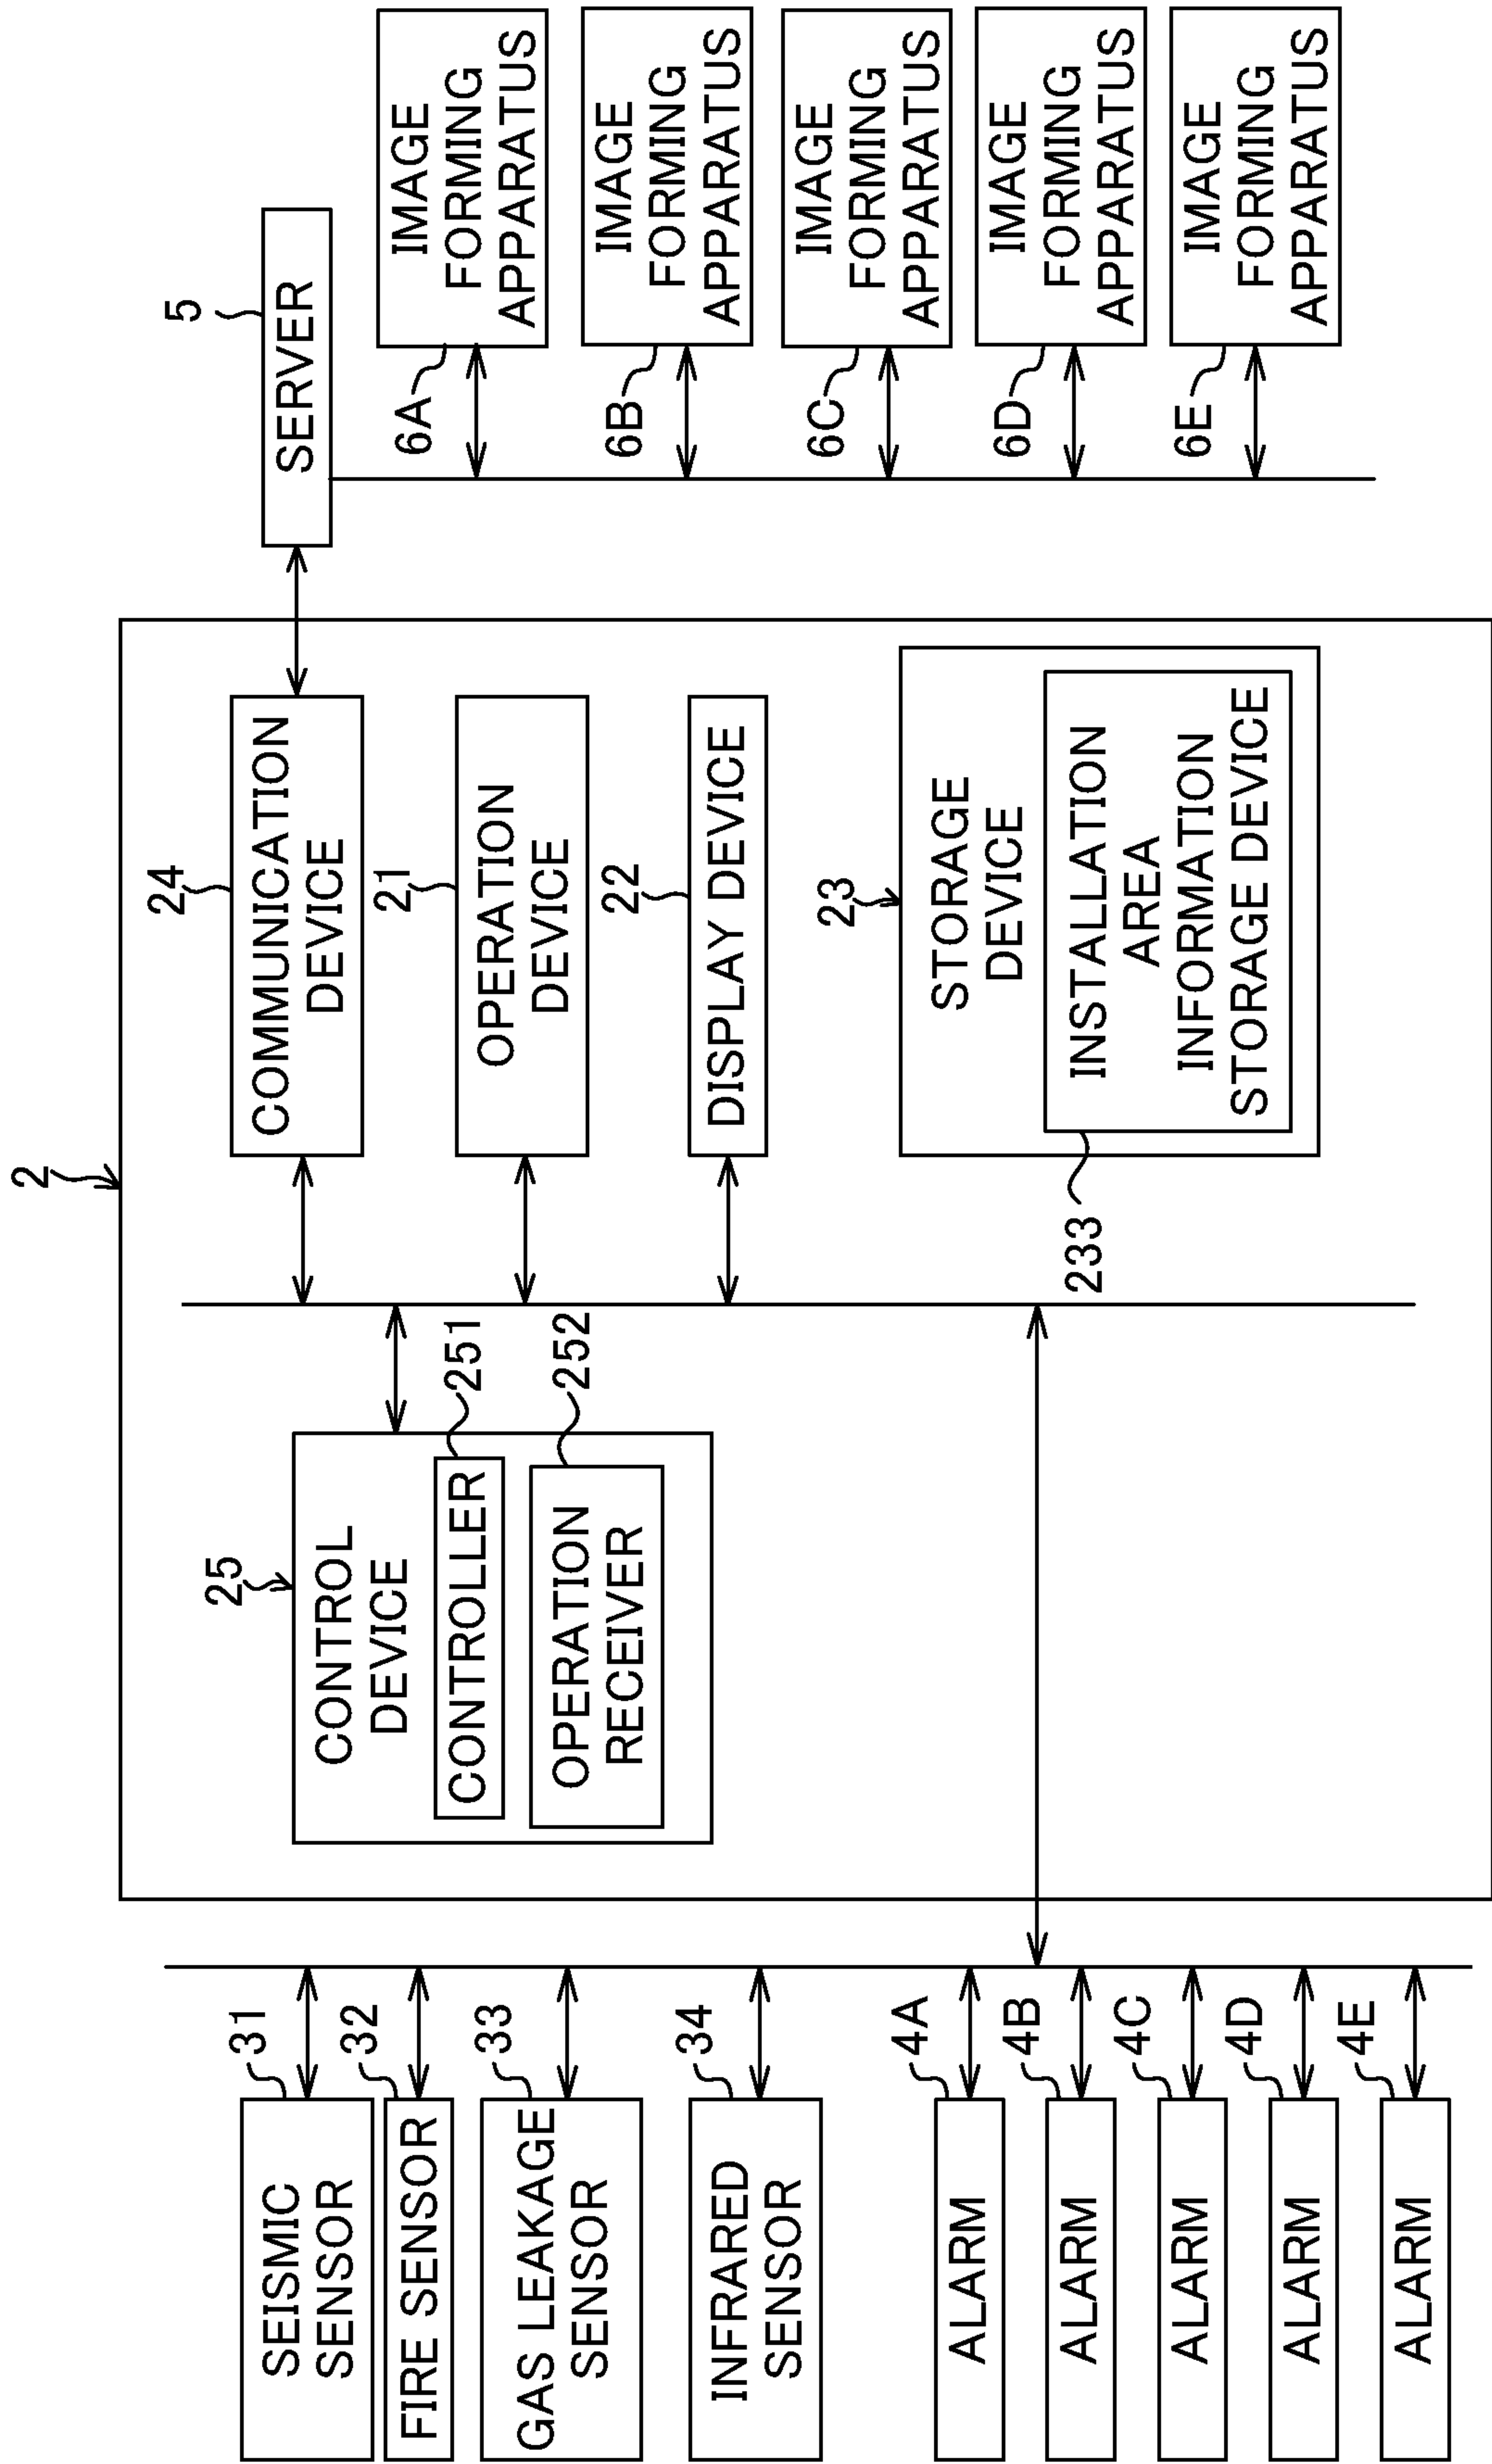 2
31
SEISMIC
SENSOR
32
FIRE SENSOR
33
GAS LEAKAGE
SENSOR
34
INFRARED
SENSOR
4A
ALARM
4B
ALARM
4C
ALARM
4D
ALARM
4E
ALARM
25
CONTROL
DEVICE
251
CONTROLLER
252
OPERATION
RECEIVER
24
COMMUNICATION
DEVICE
21
OPERATION
DEVICE
22
DISPLAY DEVICE
23
STORAGE
DEVICE
233
INSTALLATION
AREA
INFORMATION
STORAGE DEVICE
5
SERVER
6A
IMAGE
FORMING
APPARATUS
6B
IMAGE
FORMING
APPARATUS
6C
IMAGE
FORMING
APPARATUS
6D
IMAGE
FORMING
APPARATUS
6E
IMAGE
FORMING
APPARATUS